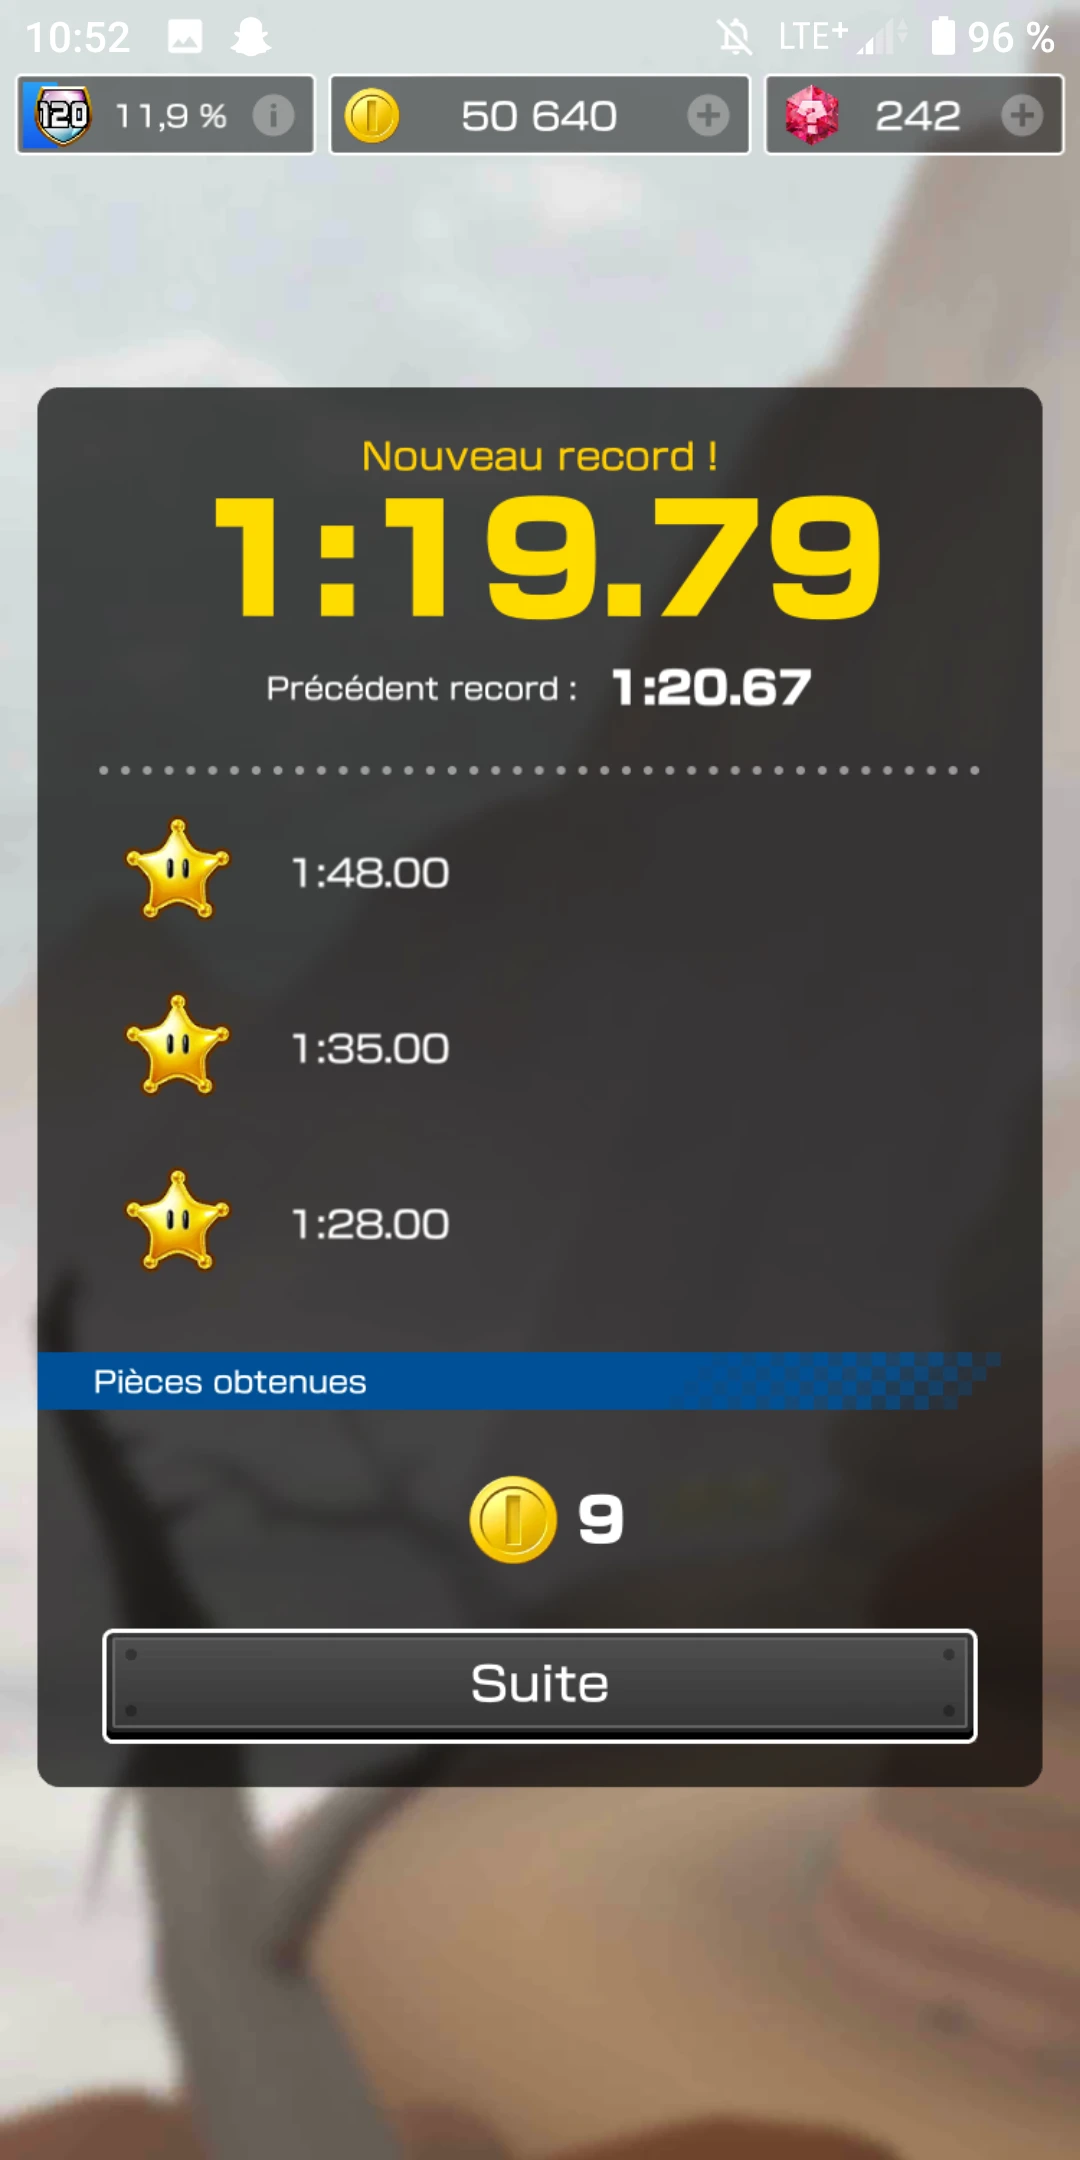 10:52 LTE+ 96 %
120 11,9 % i 50 640 + 242 +
Nouveau record !
1:19.79
Précédent record : 1:20.67
1:48.00
1:35.00
1:28.00
Pièces obtenues
9
Suite